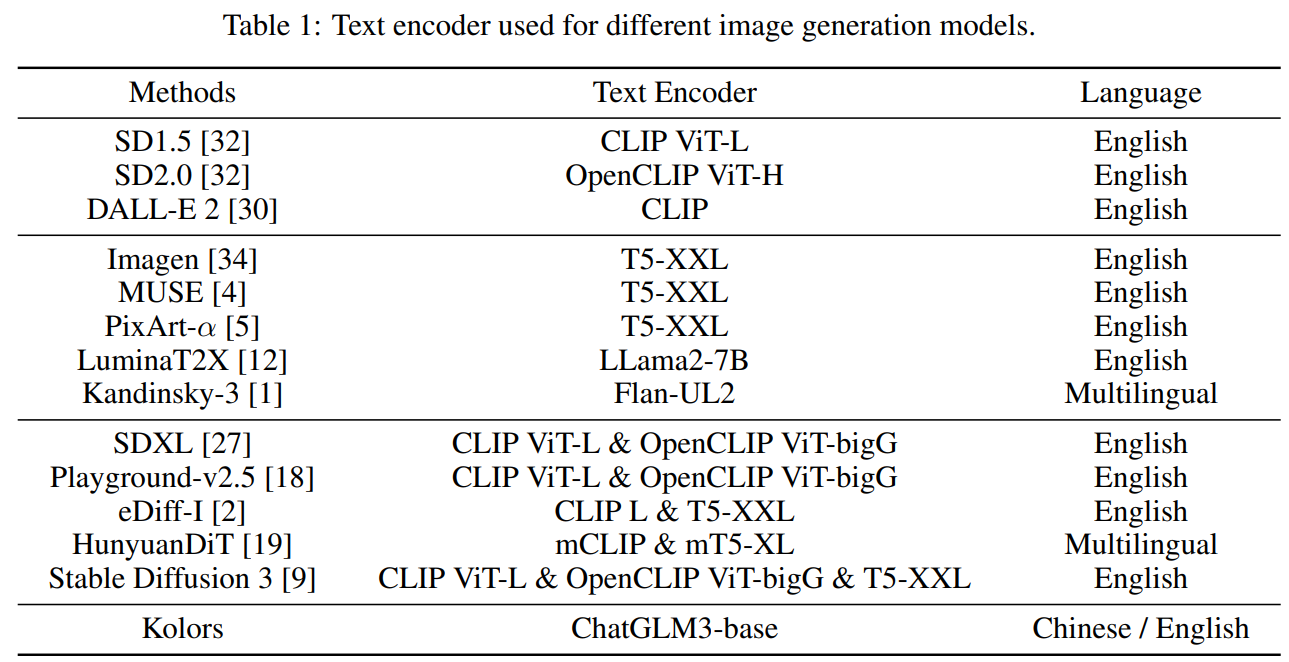 Table 1: Text encoder used for different image generation models.
Methods Text Encoder Language
SD1.5 [32] CLIP ViT-L English
SD2.0 [32] OpenCLIP ViT-H English
DALL-E 2 [30] CLIP English
Imagen [34] T5-XXL English
MUSE [4] T5-XXL English
PixArt-α [5] T5-XXL English
LuminaT2X [12] LLama2-7B English
Kandinsky-3 [1] Flan-UL2 Multilingual
SDXL [27] CLIP ViT-L & OpenCLIP ViT-bigG English
Playground-v2.5 [18] CLIP ViT-L & OpenCLIP ViT-bigG English
eDiff-I [2] CLIP L & T5-XXL English
HunyuanDiT [19] mCLIP & mT5-XL Multilingual
Stable Diffusion 3 [9] CLIP ViT-L & OpenCLIP ViT-bigG & T5-XXL English
Kolors ChatGLM3-base Chinese / English